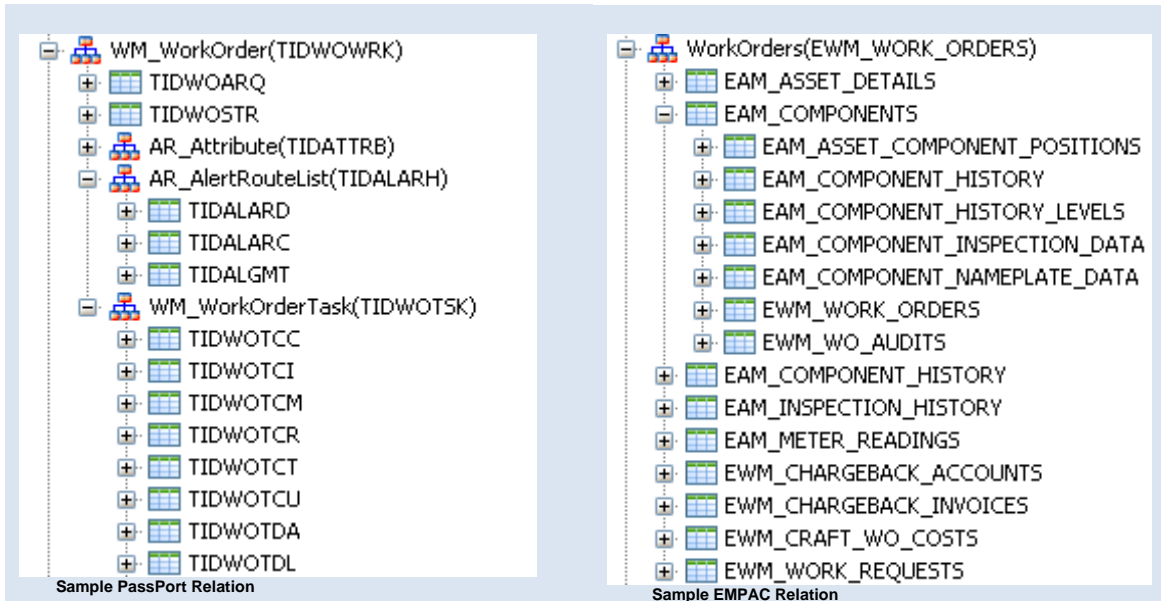 WM_WorkOrder(TIDWOWRK)
TIDWOARQ
TIDWOSTR
AR_Attribute(TIDATTRB)
AR_AlertRouteList(TIDALARH)
TIDALARD
TIDALARC
TIDALGMT
WM_WorkOrderTask(TIDWOTSK)
TIDWOTCC
TIDWOTCI
TIDWOTCM
TIDWOTCR
TIDWOTCT
TIDWOTCU
TIDWOTDA
TIDWOTDL
Sample PassPort Relation
WorkOrders(EWM_WORK_ORDERS)
EAM_ASSET_DETAILS
EAM_COMPONENTS
EAM_ASSET_COMPONENT_POSITIONS
EAM_COMPONENT_HISTORY
EAM_COMPONENT_HISTORY_LEVELS
EAM_COMPONENT_INSPECTION_DATA
EAM_COMPONENT_NAMEPLATE_DATA
EWM_WORK_ORDERS
EWM_WO_AUDITS
EAM_COMPONENT_HISTORY
EAM_INSPECTION_HISTORY
EAM_METER_READINGS
EWM_CHARGEBACK_ACCOUNTS
EWM_CHARGEBACK_INVOICES
EWM_CRAFT_WO_COSTS
EWM_WORK_REQUESTS
Sample EMPAC Relation